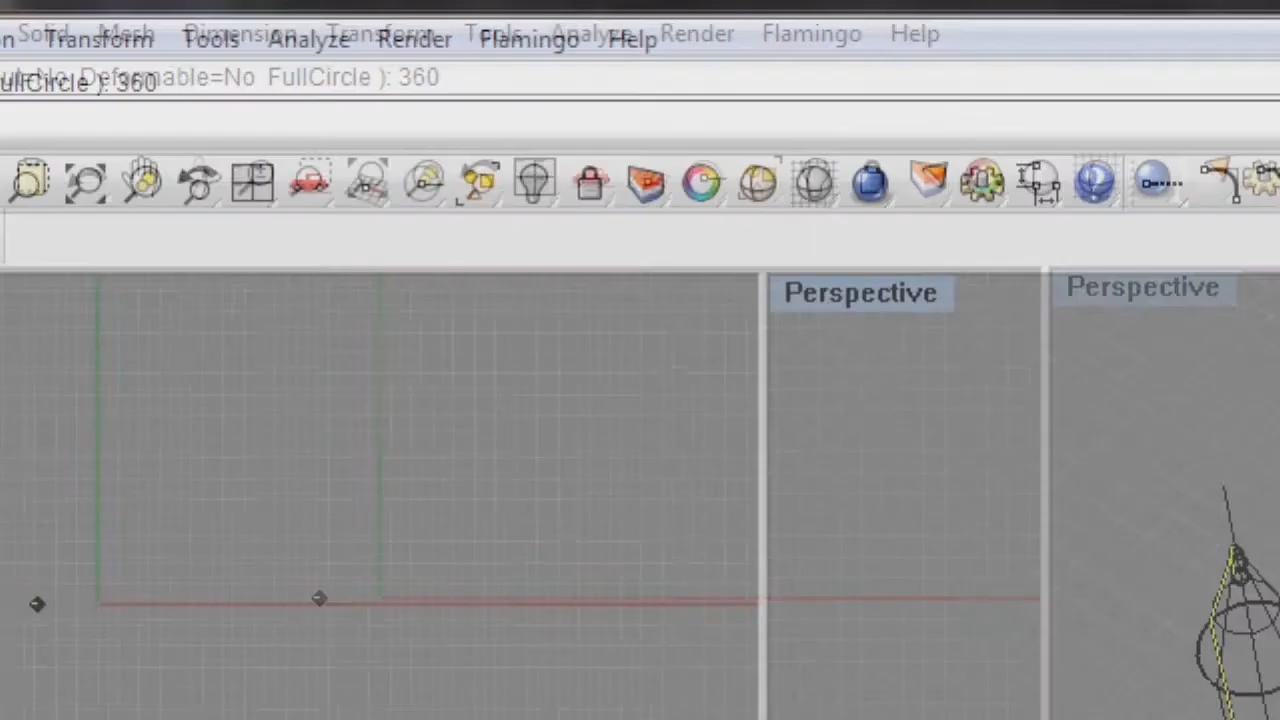 Solid Mesh Dimension Transform Tools Analyze Render Flamingo Help
Transform Tools Analyze Render Flamingo Help
No Deformable=No FullCircle ): 360
ullCircle ): 360
Perspective
Perspective